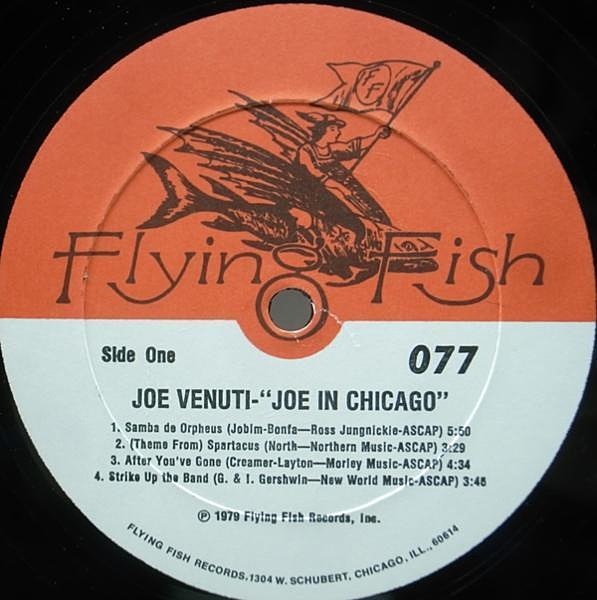 FF
Flying Fish
Side One 077
JOE VENUTI-“JOE IN CHICAGO”
1. Samba de Orpheus (Jobim-Bonfa—Ross Jungnickle-ASCAP) 5:50
2. (Theme From) Spartacus (North—Northern Music-ASCAP) 3:29
3. After You've Gone (Creamer-Layton—Morley Music-ASCAP) 4:34
4. Strike Up the Band (G. & I. Gershwin—New World Music-ASCAP) 3:46
℗ 1979 Flying Fish Records, Inc.
FLYING FISH RECORDS, 1304 W. SCHUBERT, CHICAGO, ILL., 60614